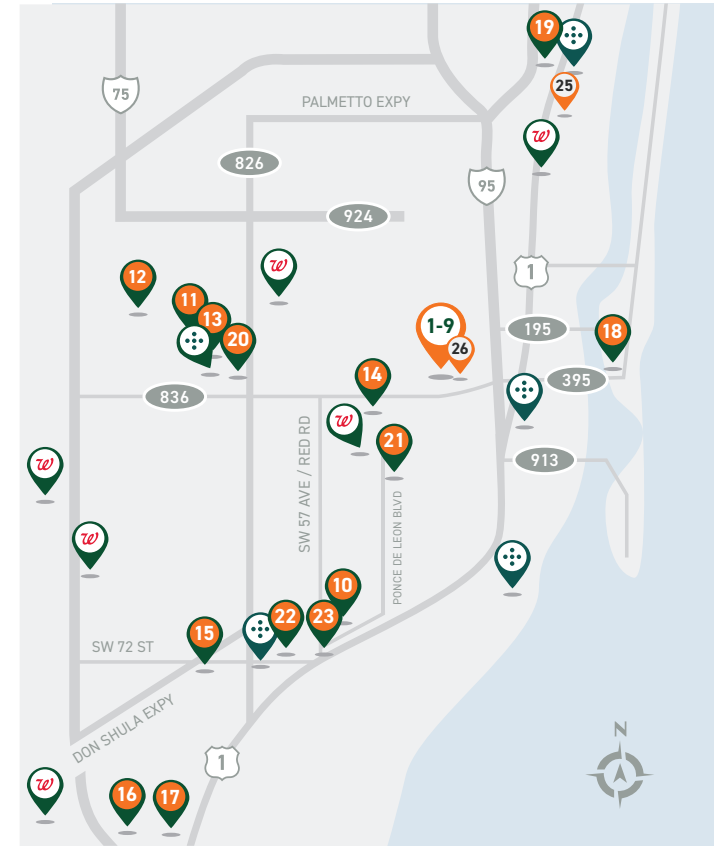 19
25
75
PALMETTO EXPY
w
826
95
924
w
12
1
11
13
1-9
195
18
20
26
14
395
836
w
21
913
w
SW 57 AVE / RED RD
PONCE DE LEON BLVD
w
10
22
23
15
SW 72 ST
DON SHULA EXPY
N
1
w
16
17